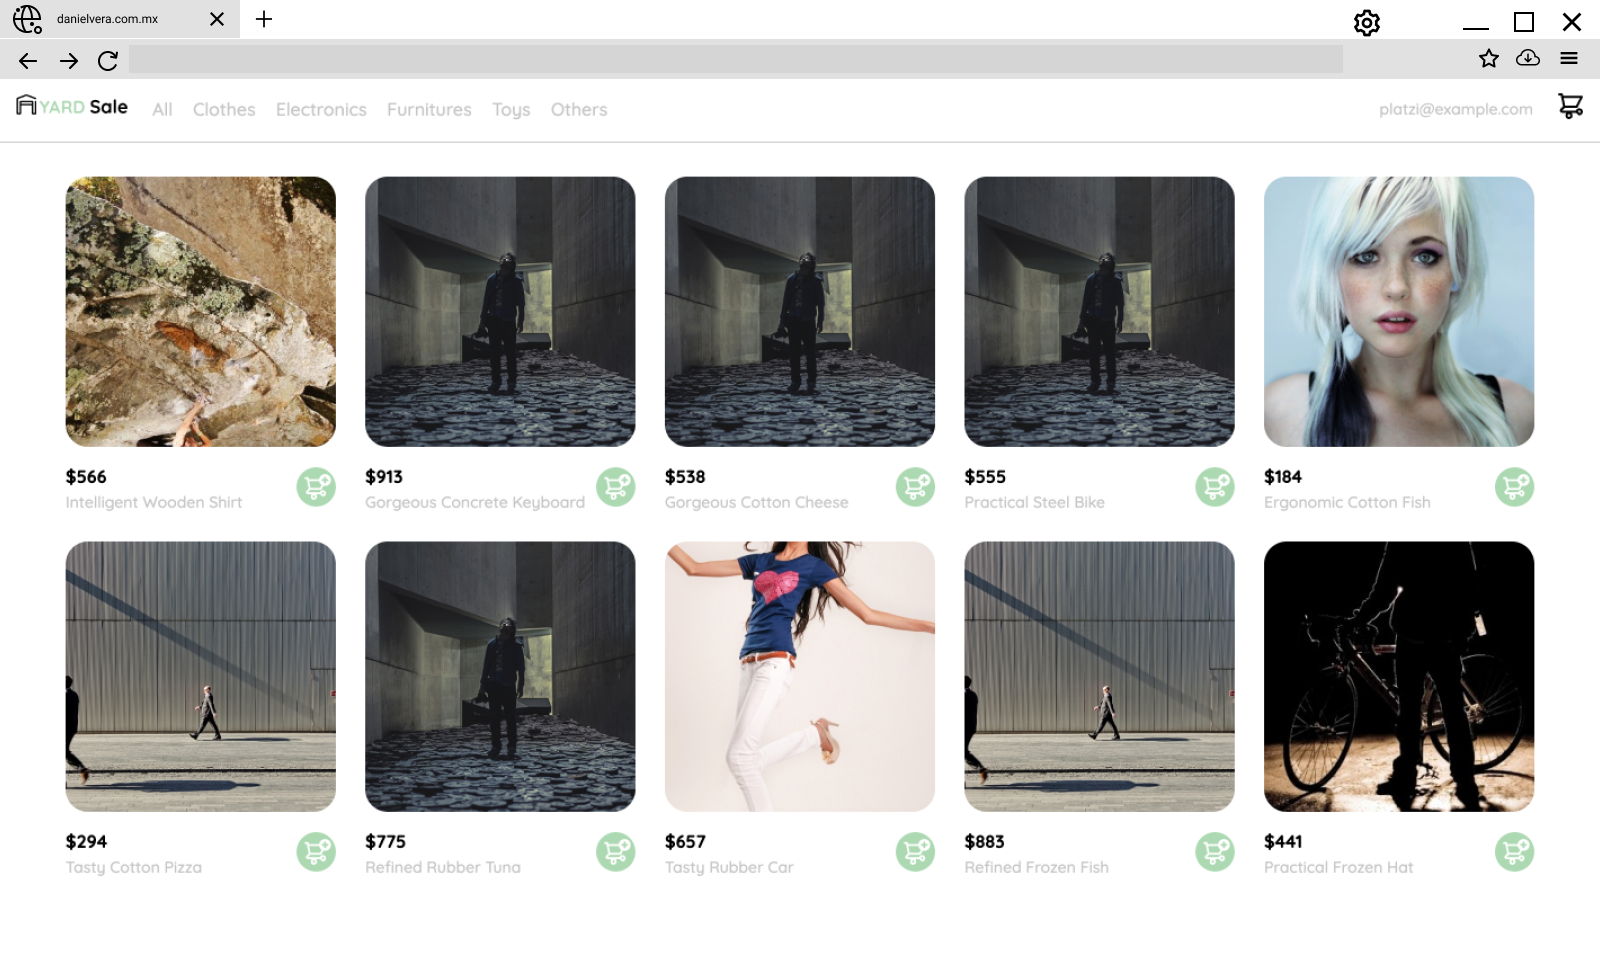 danielvera.com.mx
YARD Sale All Clothes Electronics Furnitures Toys Others platzi@example.com
$566 $913 $538 $555 $184
Intelligent Wooden Shirt Gorgeous Concrete Keyboard Gorgeous Cotton Cheese Practical Steel Bike Ergonomic Cotton Fish
$294 $775 $657 $883 $441
Tasty Cotton Pizza Refined Rubber Tuna Tasty Rubber Car Refined Frozen Fish Practical Frozen Hat